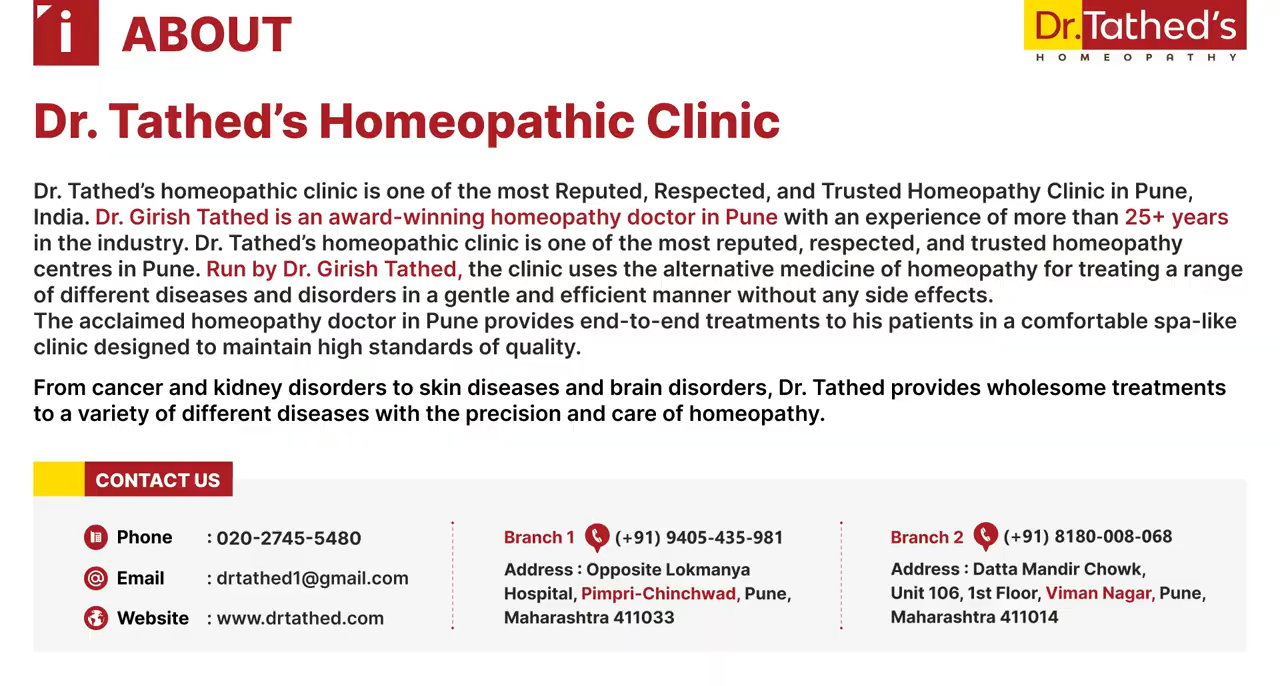 i ABOUT
Dr.Tathed’s
HOMEOPATHY
Dr. Tathed’s Homeopathic Clinic
Dr. Tathed’s homeopathic clinic is one of the most Reputed, Respected, and Trusted Homeopathy Clinic in Pune,
India. Dr. Girish Tathed is an award-winning homeopathy doctor in Pune with an experience of more than 25+ years
in the industry. Dr. Tathed’s homeopathic clinic is one of the most reputed, respected, and trusted homeopathy
centres in Pune. Run by Dr. Girish Tathed, the clinic uses the alternative medicine of homeopathy for treating a range
of different diseases and disorders in a gentle and efficient manner without any side effects.
The acclaimed homeopathy doctor in Pune provides end-to-end treatments to his patients in a comfortable spa-like
clinic designed to maintain high standards of quality.
From cancer and kidney disorders to skin diseases and brain disorders, Dr. Tathed provides wholesome treatments
to a variety of different diseases with the precision and care of homeopathy.
CONTACT US
Phone : 020-2745-5480
Email : drtathed1@gmail.com
Website : www.drtathed.com
Branch 1 (+91) 9405-435-981
Address : Opposite Lokmanya
Hospital, Pimpri-Chinchwad, Pune,
Maharashtra 411033
Branch 2 (+91) 8180-008-068
Address : Datta Mandir Chowk,
Unit 106, 1st Floor, Viman Nagar, Pune,
Maharashtra 411014